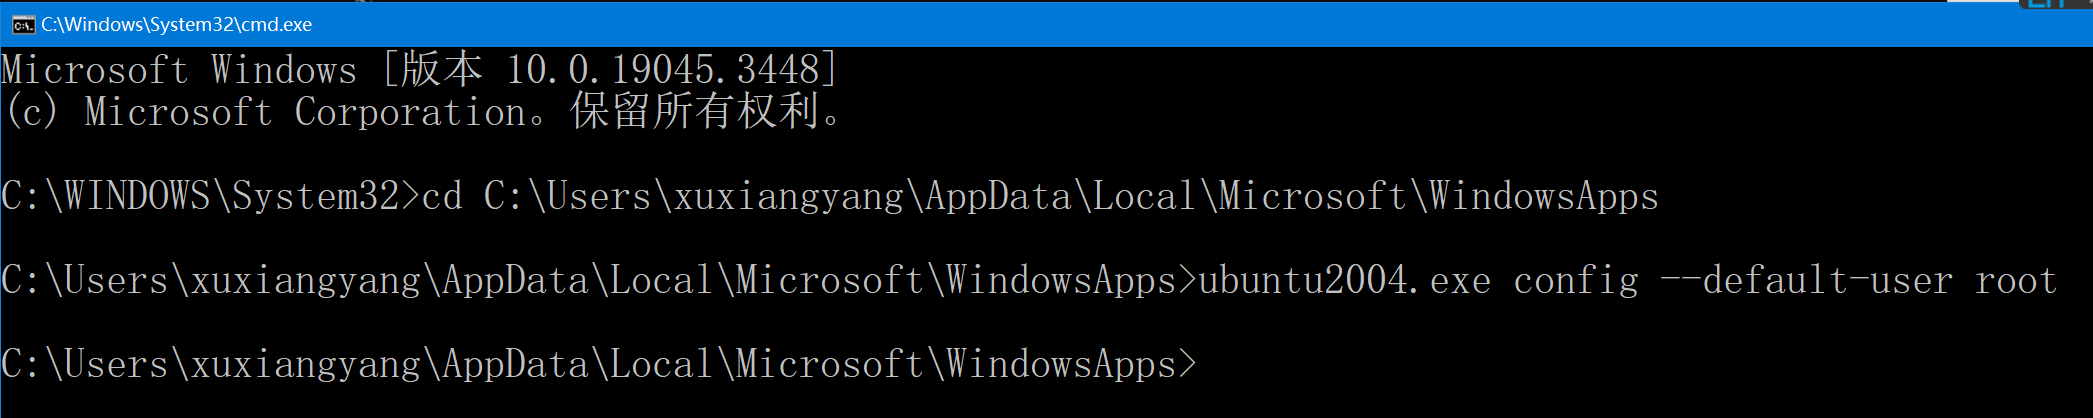 C:\Windows\System32\cmd.exe
Microsoft Windows [版本 10.0.19045.3448]
(c) Microsoft Corporation。保留所有权利。
C:\WINDOWS\System32>cd C:\Users\xuxiangyang\AppData\Local\Microsoft\WindowsApps
C:\Users\xuxiangyang\AppData\Local\Microsoft\WindowsApps>ubuntu2004.exe config --default-user root
C:\Users\xuxiangyang\AppData\Local\Microsoft\WindowsApps>